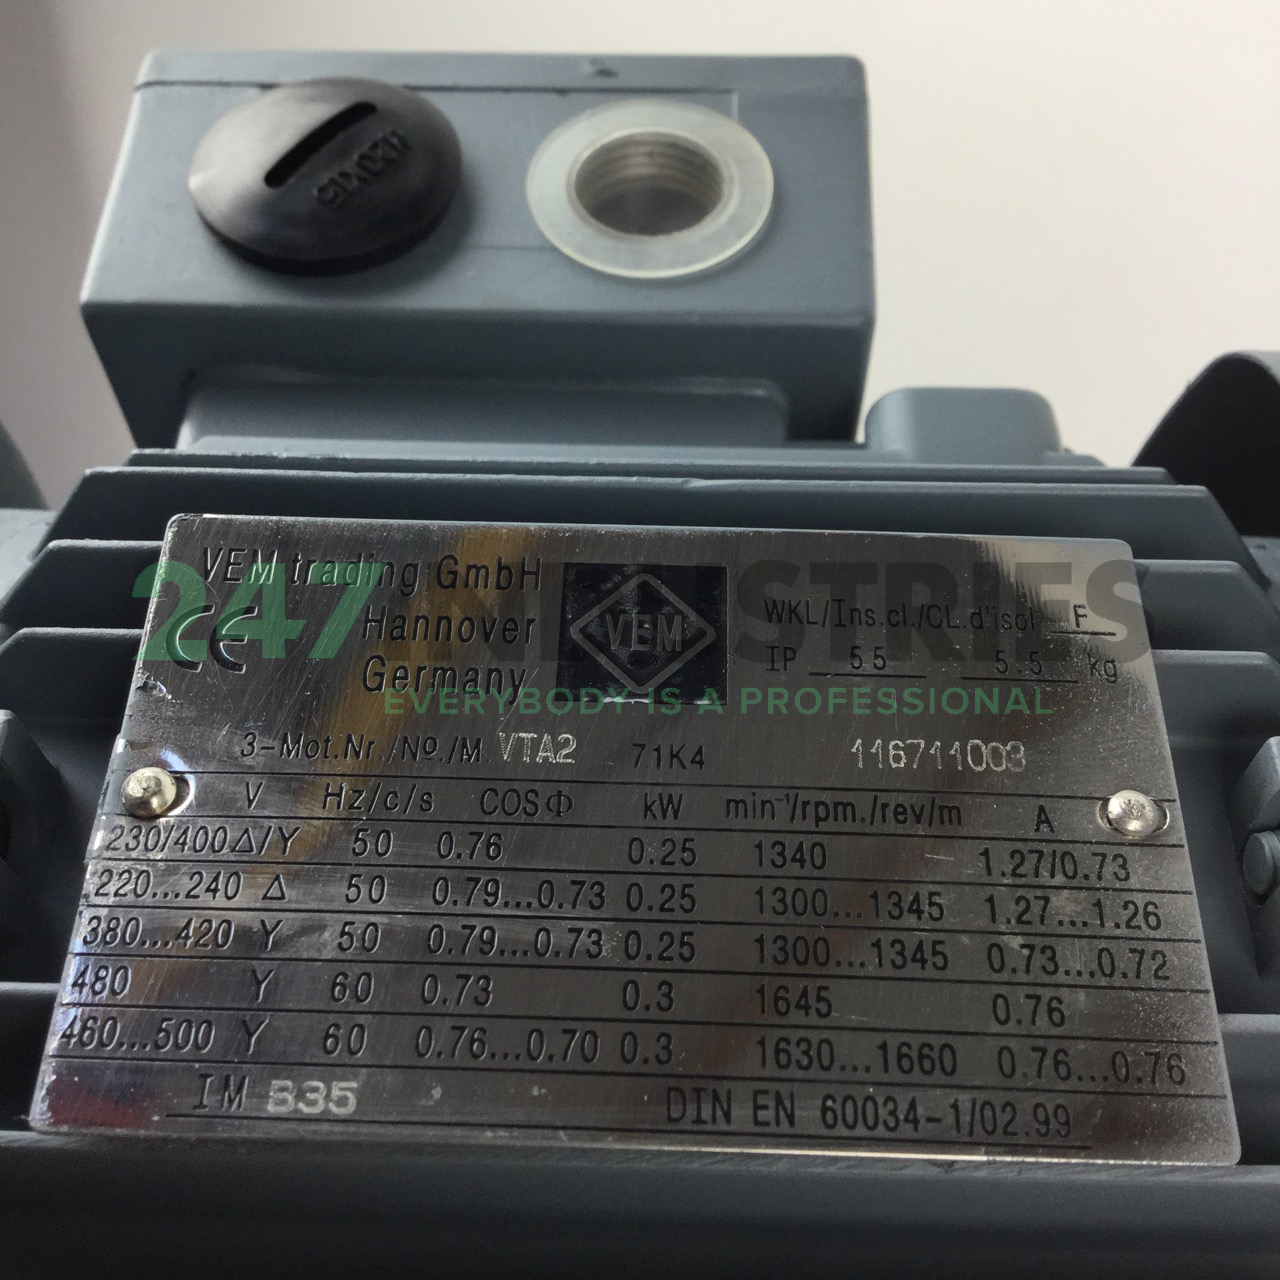 M20X1.5
VEM trading GmbH
Hannover
Germany
CE
VEM
WKL/Ins.cl./CL.d'isol F
IP 55 5.5 kg
247 INDUSTRIES
EVERYBODY IS A PROFESSIONAL
3-Mot.Nr./No./M. VTA2 71K4 116711003
V Hz/c/s COSΦ kW min⁻¹/rpm./rev/m A
230/400Δ/Y 50 0.76 0.25 1340 1.27/0.73
220...240 Δ 50 0.79...0.73 0.25 1300...1345 1.27...1.26
380...420 Y 50 0.79...0.73 0.25 1300...1345 0.73...0.72
480 Y 60 0.73 0.3 1645 0.76
460...500 Y 60 0.76...0.70 0.3 1630...1660 0.76...0.76
IM B35 DIN EN 60034-1/02.99